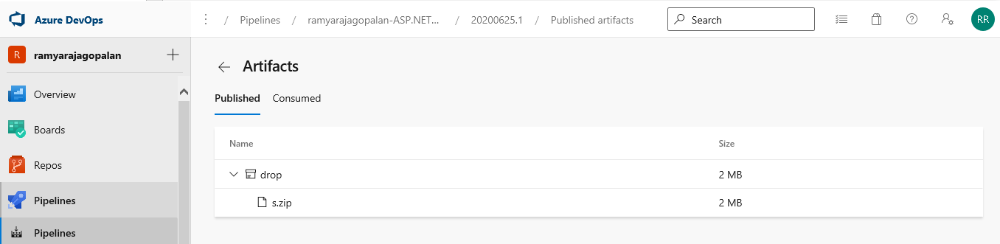 Azure DevOps
/ Pipelines / ramyarajagopalan-ASP.NET... / 20200625.1 / Published artifacts
Search
RR
R ramyarajagopalan
Overview
Boards
Repos
Pipelines
Pipelines
Artifacts
Published Consumed
Name Size
drop 2 MB
s.zip 2 MB